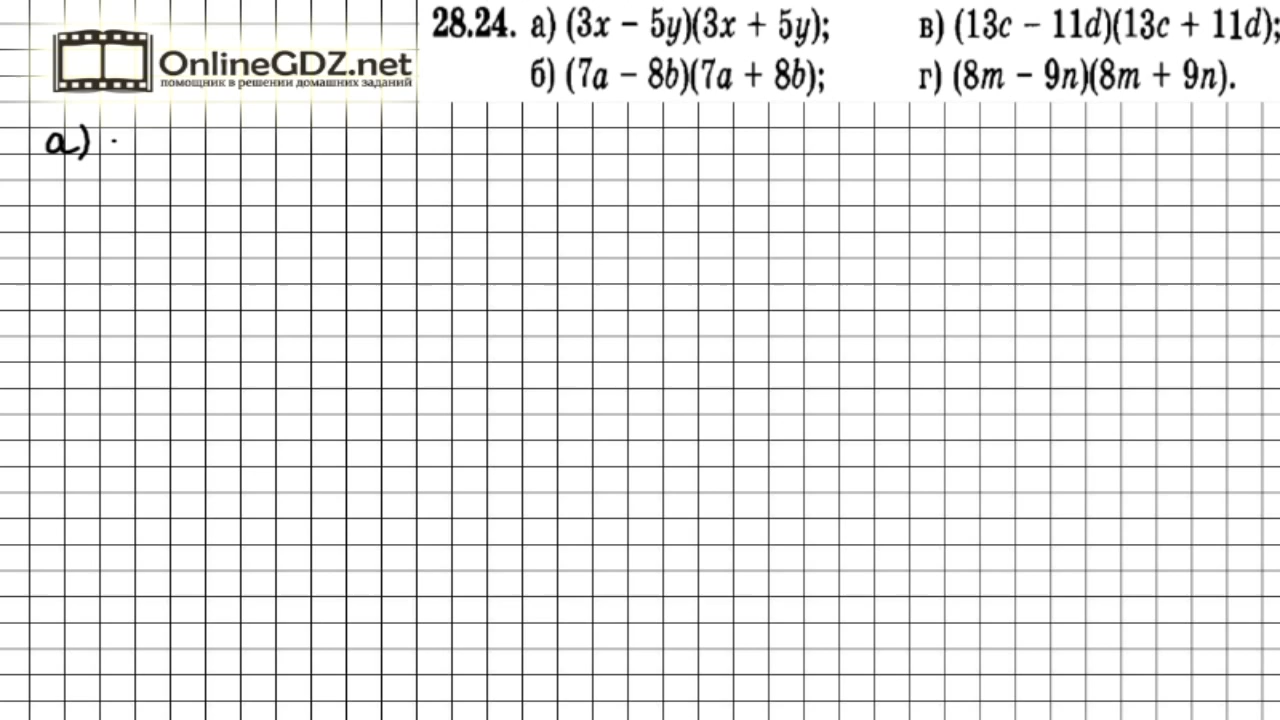 28.24. а) (3x − 5y)(3x + 5y); в) (13c − 11d)(13c + 11d);
б) (7a − 8b)(7a + 8b); г) (8m − 9n)(8m + 9n).
OnlineGDZ.net
помощник в решении домашних заданий
а)